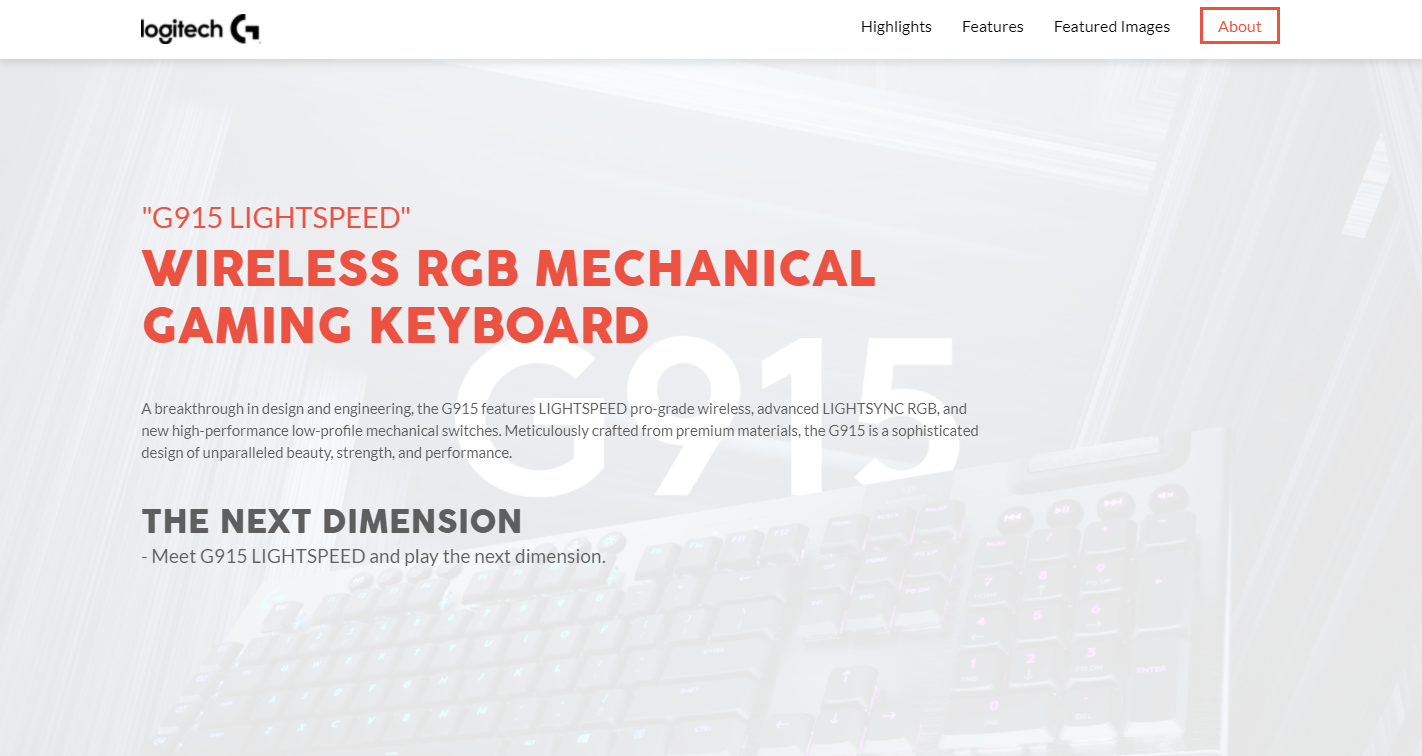 logitech G
Highlights Features Featured Images About
"G915 LIGHTSPEED"
WIRELESS RGB MECHANICAL
GAMING KEYBOARD
G915
A breakthrough in design and engineering, the G915 features LIGHTSPEED pro-grade wireless, advanced LIGHTSYNC RGB, and
new high-performance low-profile mechanical switches. Meticulously crafted from premium materials, the G915 is a sophisticated
design of unparalleled beauty, strength, and performance.
THE NEXT DIMENSION
- Meet G915 LIGHTSPEED and play the next dimension.